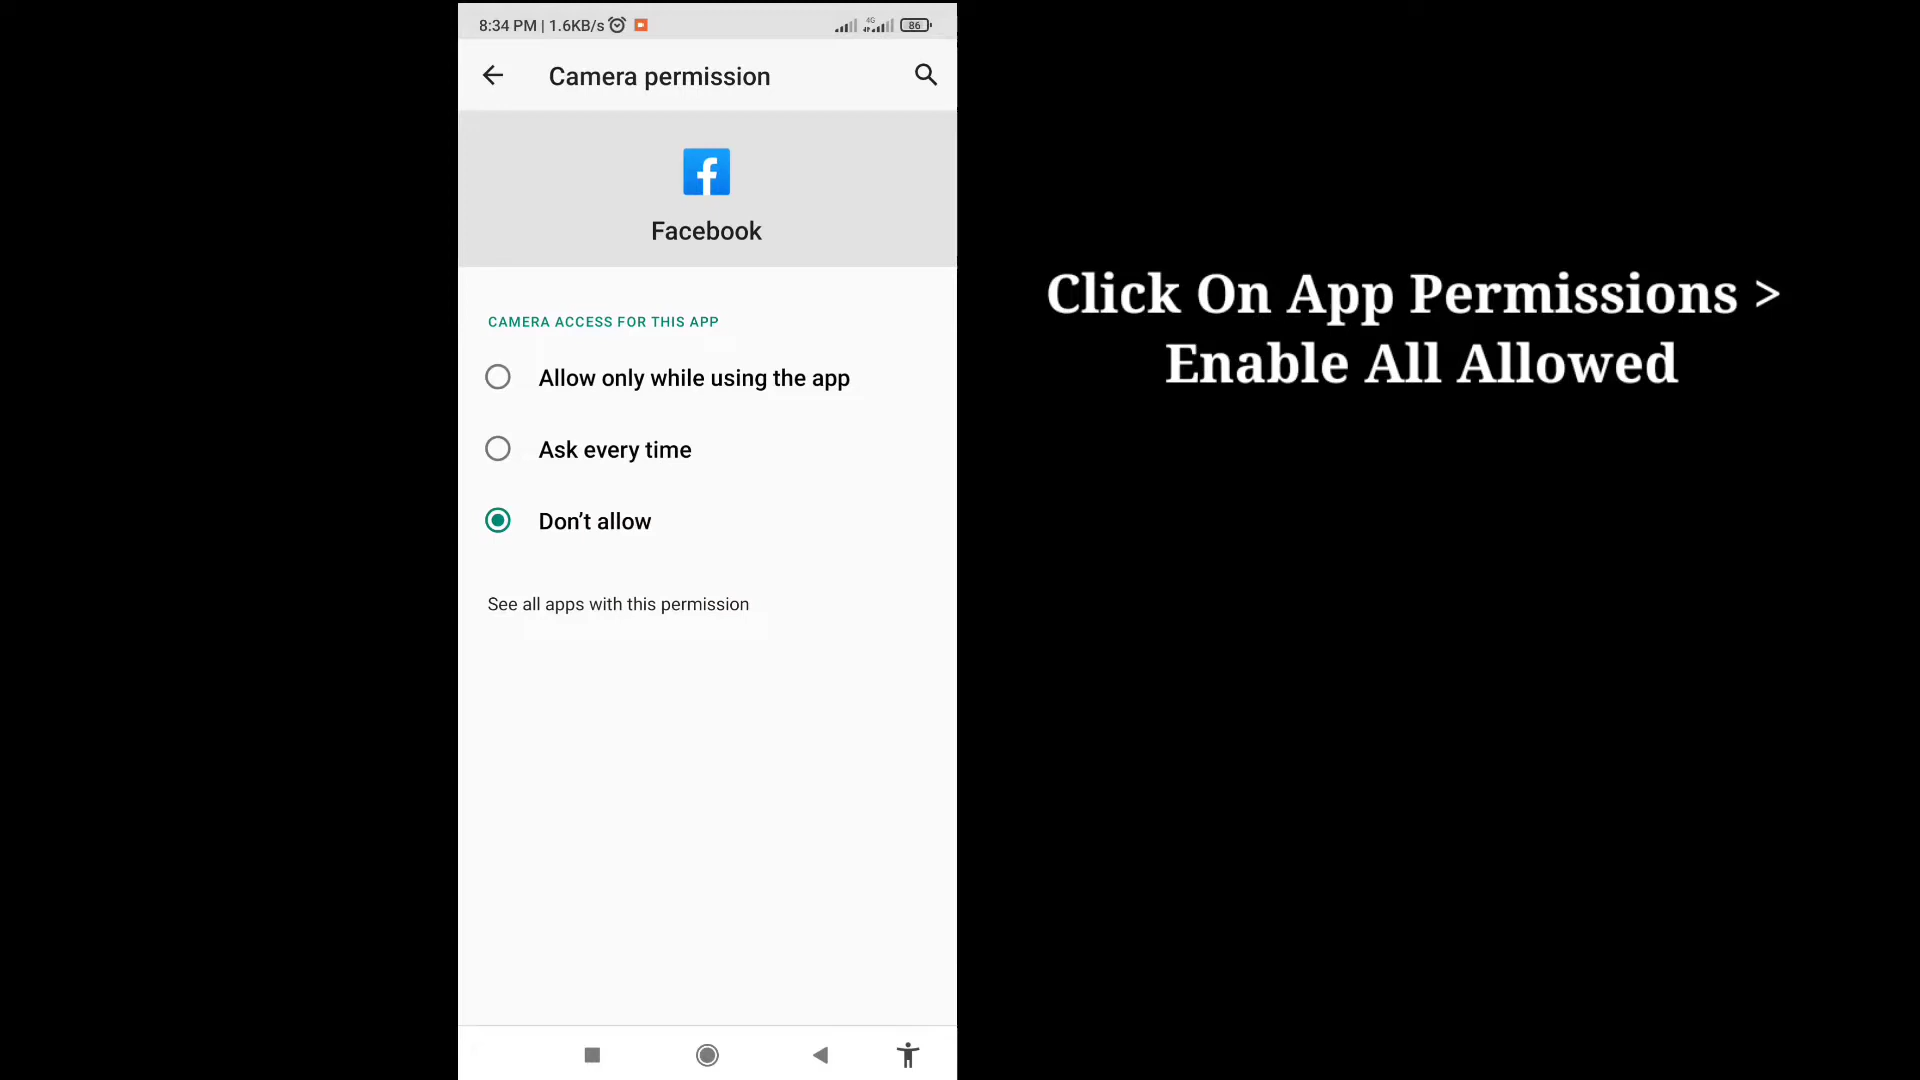 8:34 PM | 1.6KB/s
4G
86
Camera permission
Facebook
CAMERA ACCESS FOR THIS APP
Allow only while using the app
Ask every time
Don’t allow
See all apps with this permission
Click On App Permissions >
Enable All Allowed